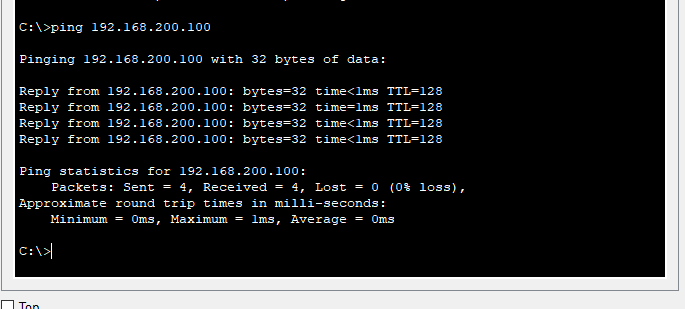 C:\>ping 192.168.200.100
Pinging 192.168.200.100 with 32 bytes of data:
Reply from 192.168.200.100: bytes=32 time<1ms TTL=128
Reply from 192.168.200.100: bytes=32 time=1ms TTL=128
Reply from 192.168.200.100: bytes=32 time<1ms TTL=128
Reply from 192.168.200.100: bytes=32 time<1ms TTL=128
Ping statistics for 192.168.200.100:
Packets: Sent = 4, Received = 4, Lost = 0 (0% loss),
Approximate round trip times in milli-seconds:
Minimum = 0ms, Maximum = 1ms, Average = 0ms
C:\>
Top